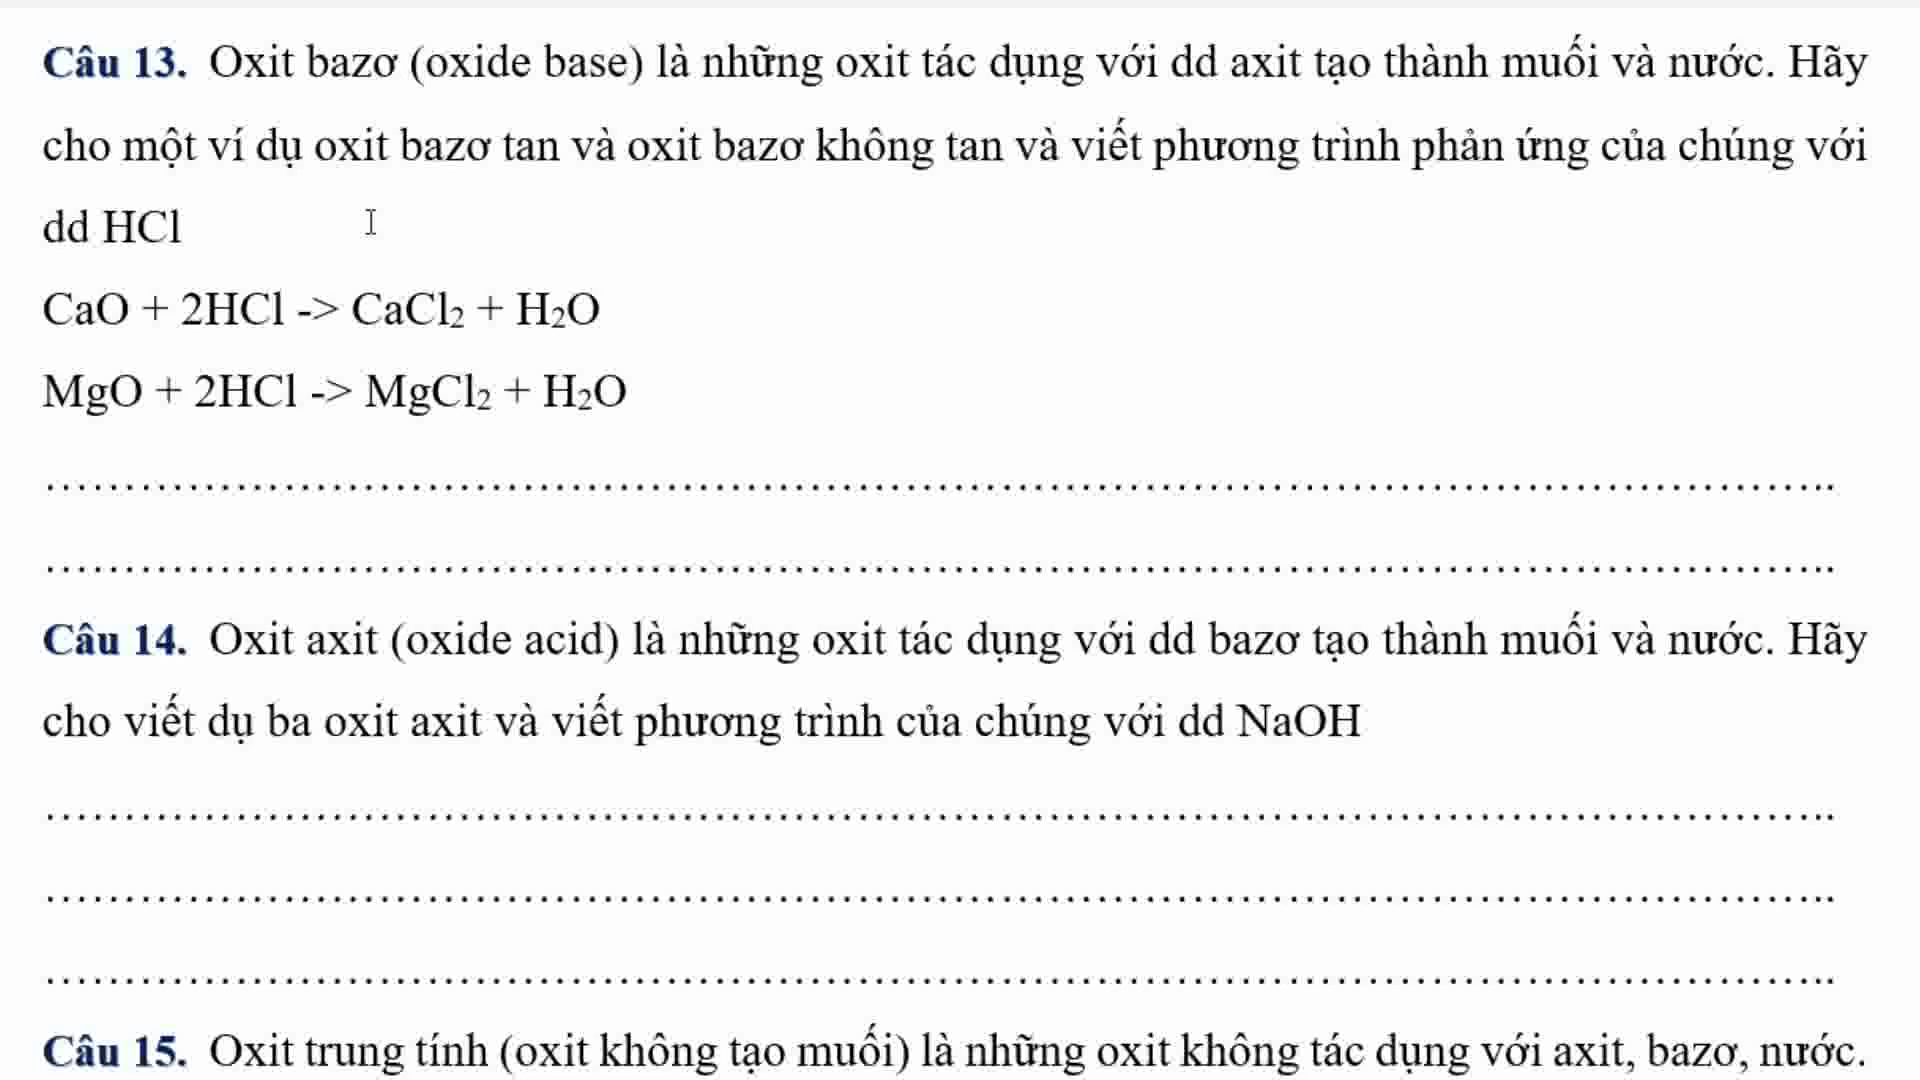 Câu 13. Oxit bazơ (oxide base) là những oxit tác dụng với dd axit tạo thành muối và nước. Hãy
cho một ví dụ oxit bazơ tan và oxit bazơ không tan và viết phương trình phản ứng của chúng với
dd HCl
CaO + 2HCl -> CaCl₂ + H₂O
MgO + 2HCl -> MgCl₂ + H₂O
Câu 14. Oxit axit (oxide acid) là những oxit tác dụng với dd bazơ tạo thành muối và nước. Hãy
cho viết dụ ba oxit axit và viết phương trình của chúng với dd NaOH
Câu 15. Oxit trung tính (oxit không tạo muối) là những oxit không tác dụng với axit, bazơ, nước.